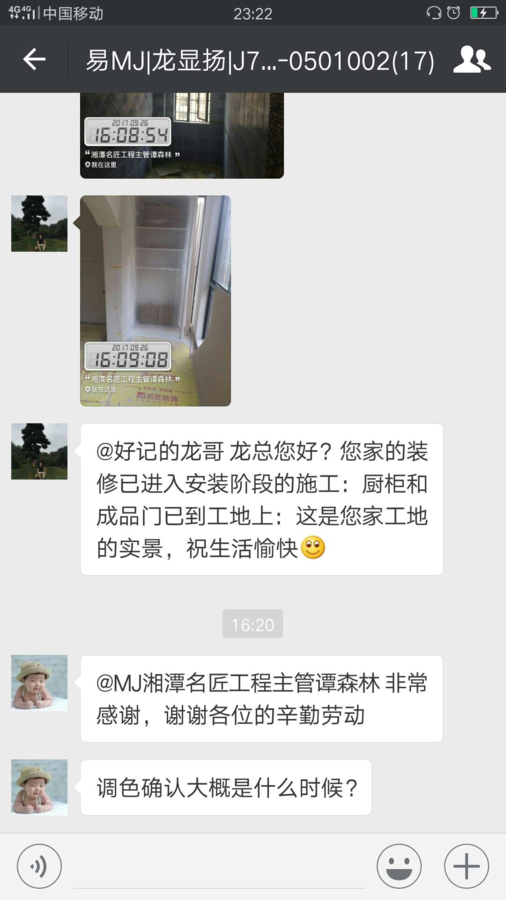 4G 4G 中国移动 23:22
易MJ|龙显扬|J7...-0501002(17)
2017-09-26
16:08:54
“湘潭名匠工程主管谭森林”
我在这里
2017-09-26
16:09:08
“湘潭名匠工程主管谭森林”
我在这里
名匠装饰
@好记的龙哥 龙总您好？您家的装
修已进入安装阶段的施工：厨柜和
成品门已到工地上：这是您家工地
的实景，祝生活愉快
16:20
@MJ湘潭名匠工程主管谭森林 非常
感谢，谢谢各位的辛勤劳动
调色确认大概是什么时候？